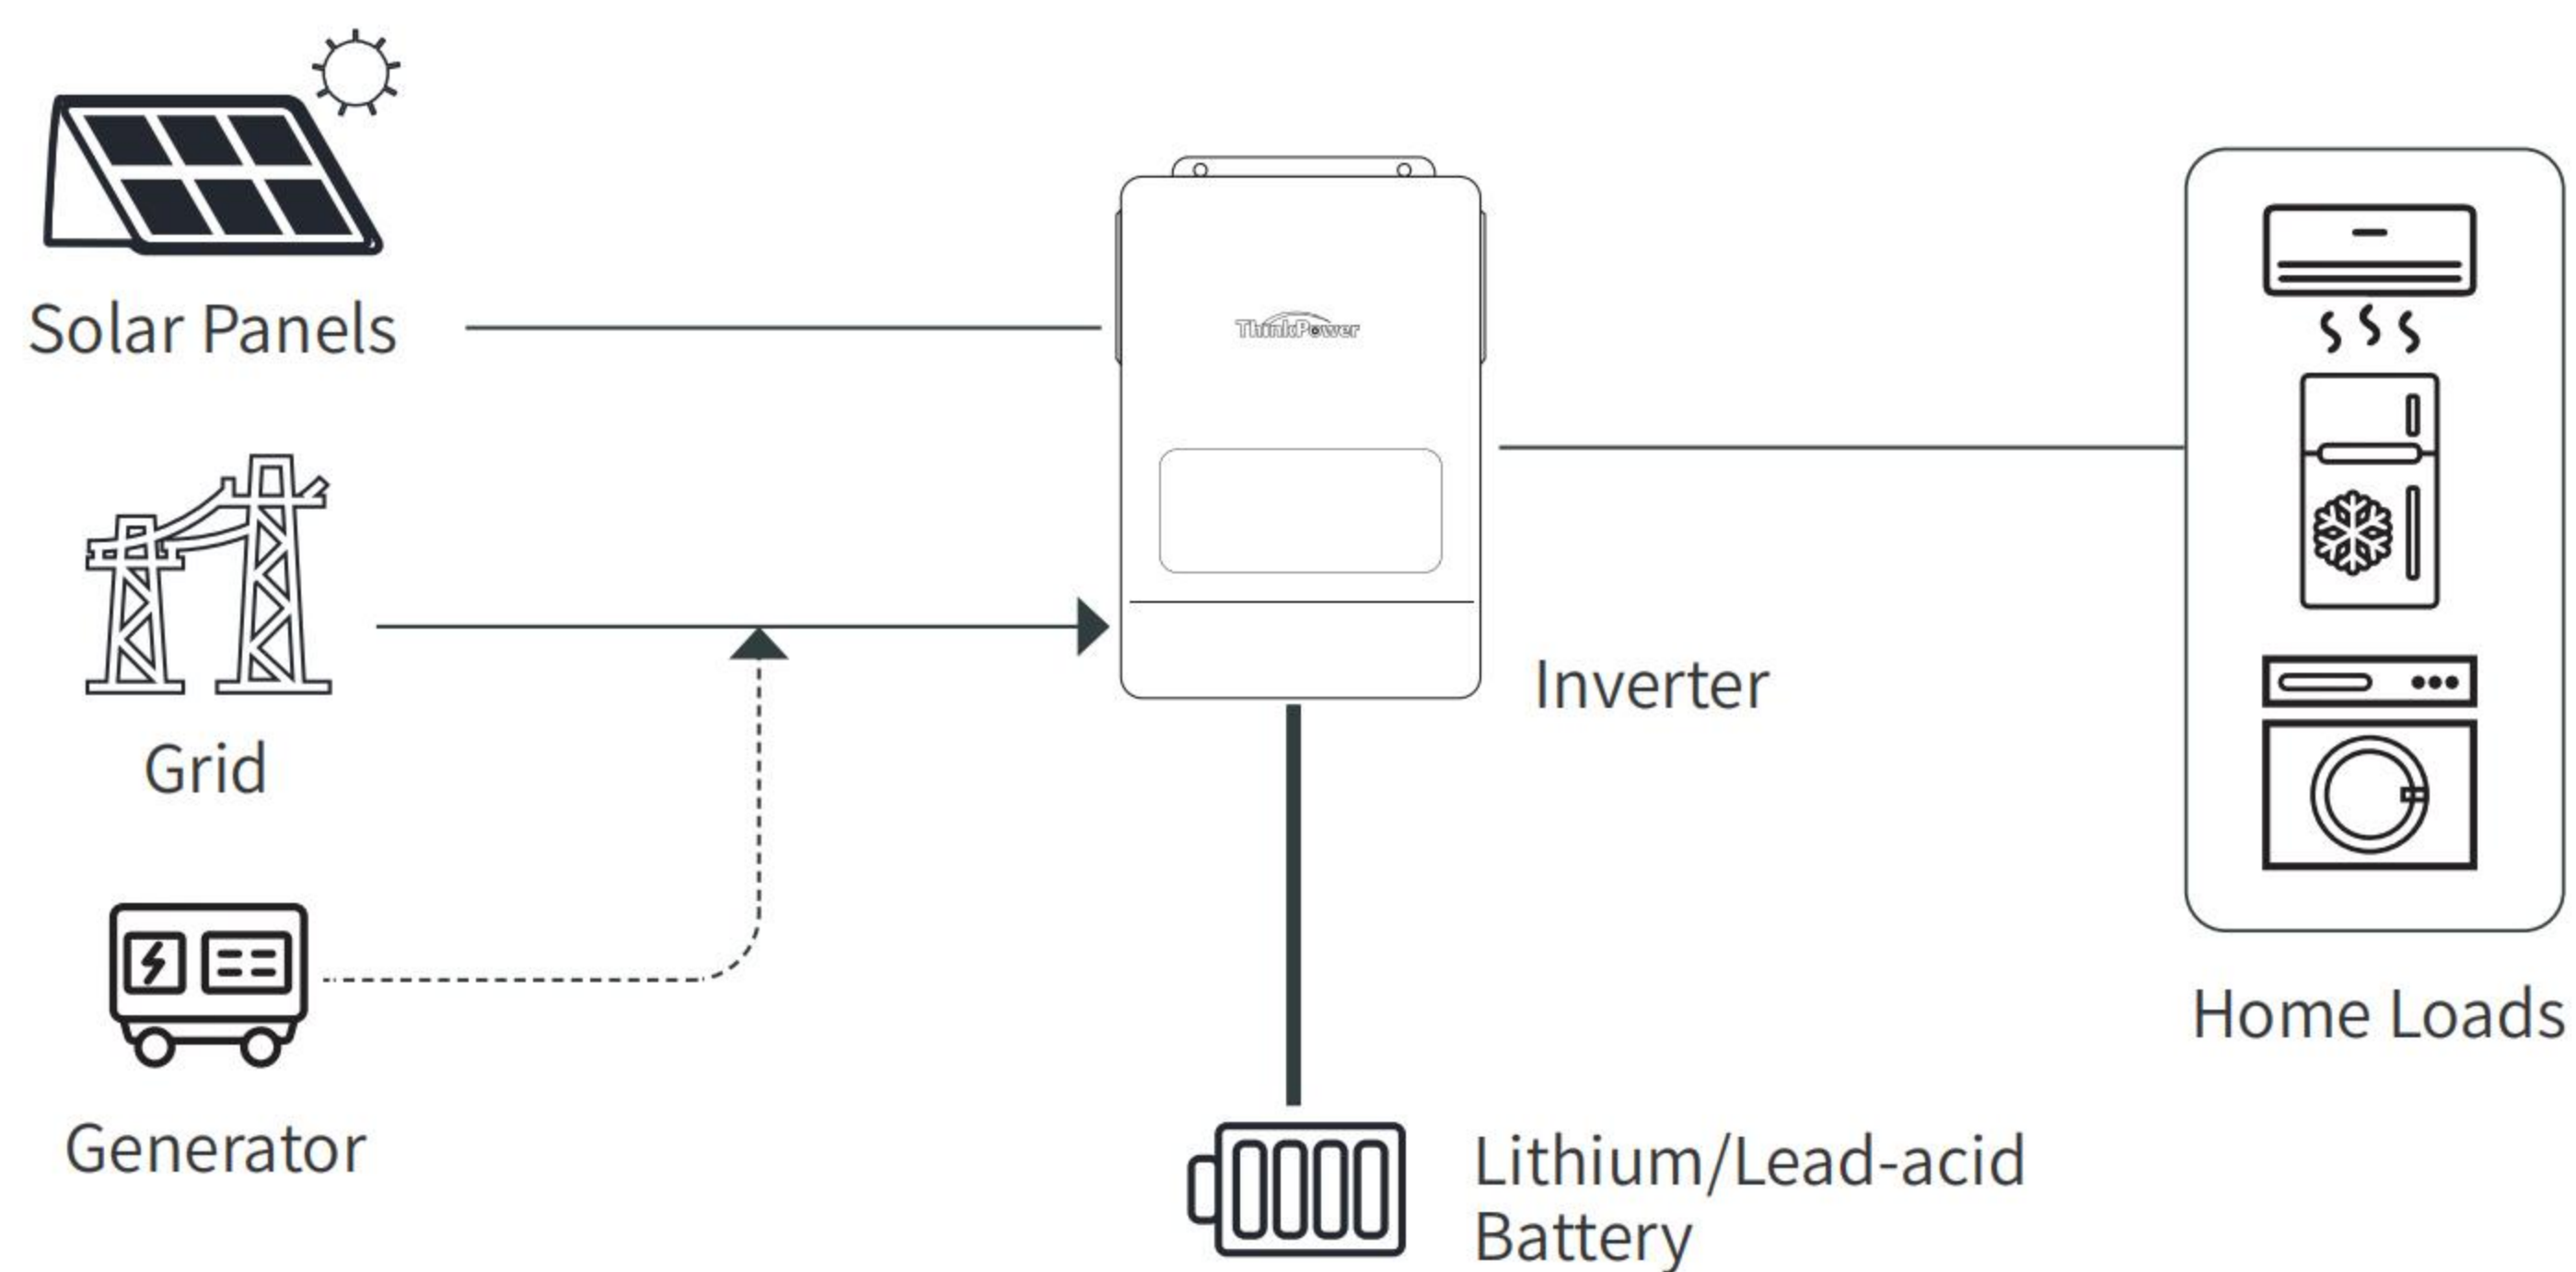 Solar Panels
ThinkPower
Grid
Inverter
Generator
Home Loads
Lithium/Lead-acid
Battery